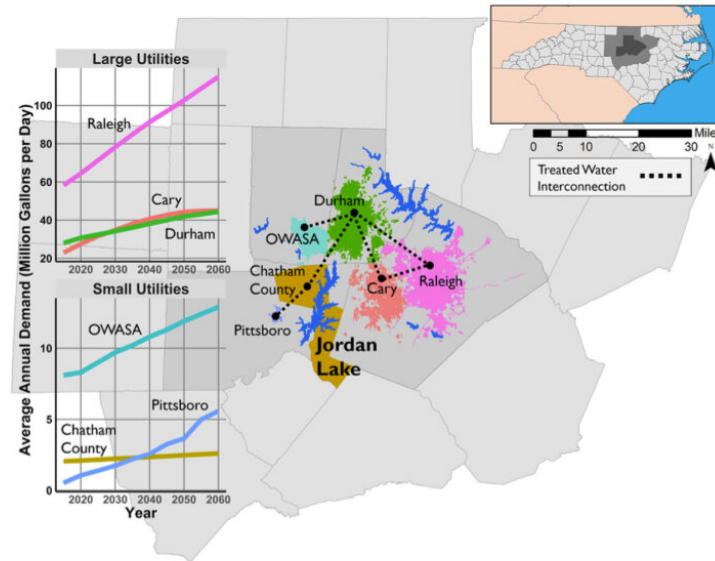 Large Utilities
100
80
60
40
20
Raleigh
Cary
Durham
2020 2030 2040 2050 2060
Small Utilities
10
5
0
OWASA
Pittsboro
Chatham
County
2020 2030 2040 2050 2060
Year
Average Annual Demand (Million Gallons per Day)
Durham
OWASA
Chatham
County
Cary
Raleigh
Pittsboro
Jordan
Lake
Mile
0 10 20 30
N
Treated Water
Interconnection